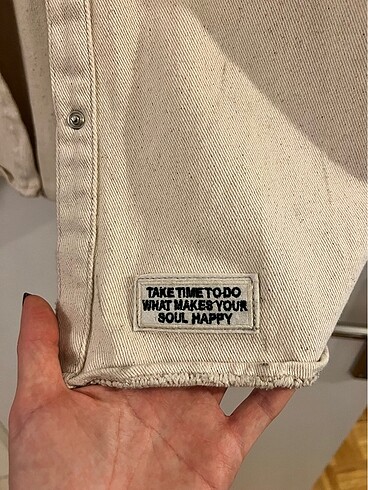 TAKE TIME TO DO
WHAT MAKES YOUR
SOUL HAPPY